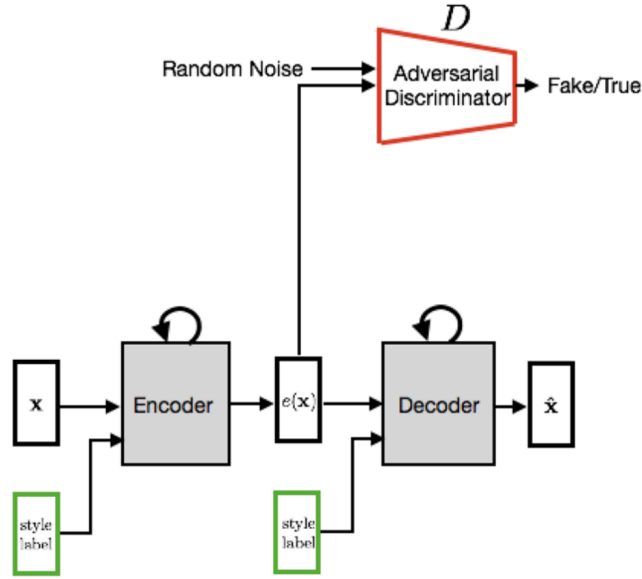 D
Random Noise
Adversarial
Discriminator
Fake/True
x
Encoder
e(x)
Decoder
x̂
style
label
style
label